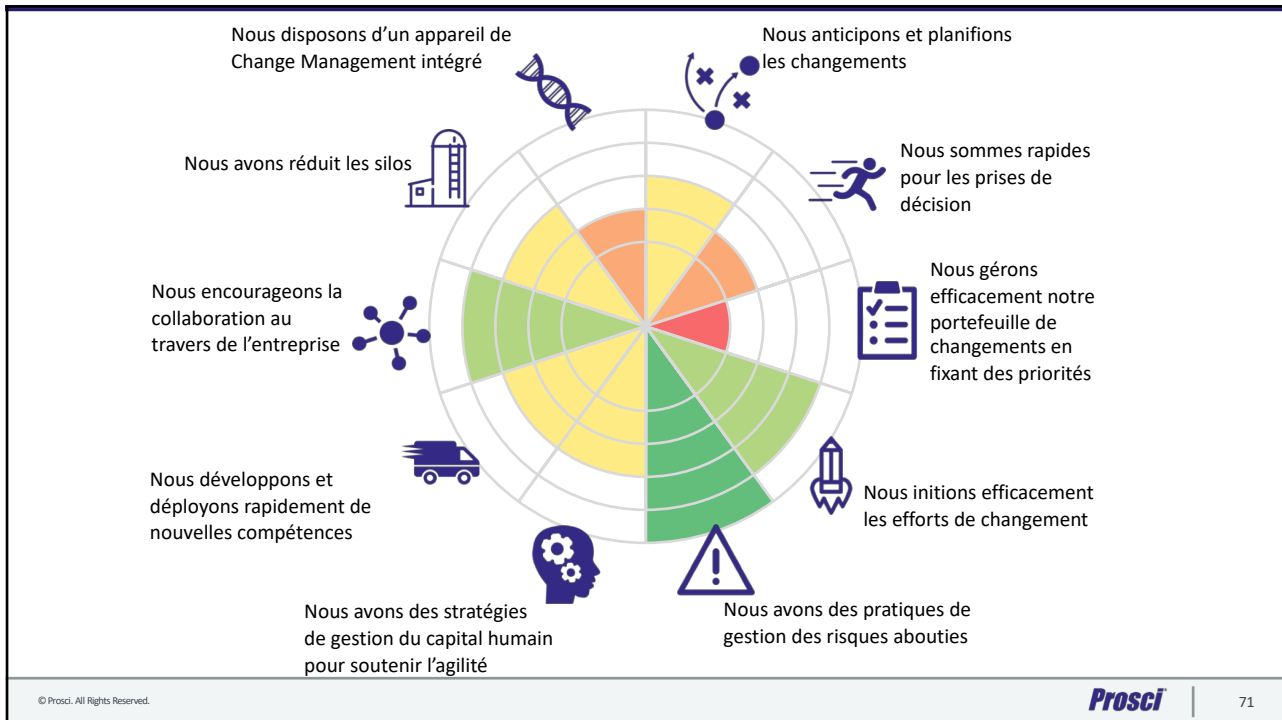 Nous disposons d’un appareil de
Change Management intégré
Nous anticipons et planifions
les changements
Nous sommes rapides
pour les prises de
décision
Nous gérons
efficacement notre
portefeuille de
changements en
fixant des priorités
Nous initions efficacement
les efforts de changement
Nous avons des pratiques de
gestion des risques abouties
Nous avons des stratégies
de gestion du capital humain
pour soutenir l’agilité
Nous développons et
déployons rapidement de
nouvelles compétences
Nous encourageons la
collaboration au
travers de l’entreprise
Nous avons réduit les silos
© Prosci. All Rights Reserved.
Prosci
71